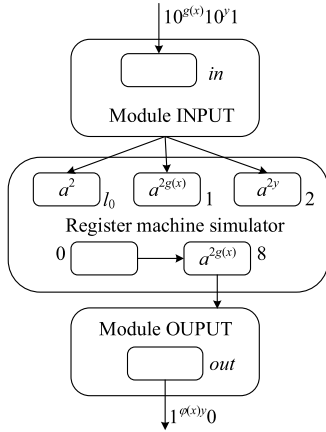 10^{g(x)}10^{y}1
in
Module INPUT
a^{2} a^{2g(x)} a^{2y}
l_{0} 1 2
Register machine simulator
0 a^{2g(x)} 8
Module OUPUT
out
1^{φ(x)y}0